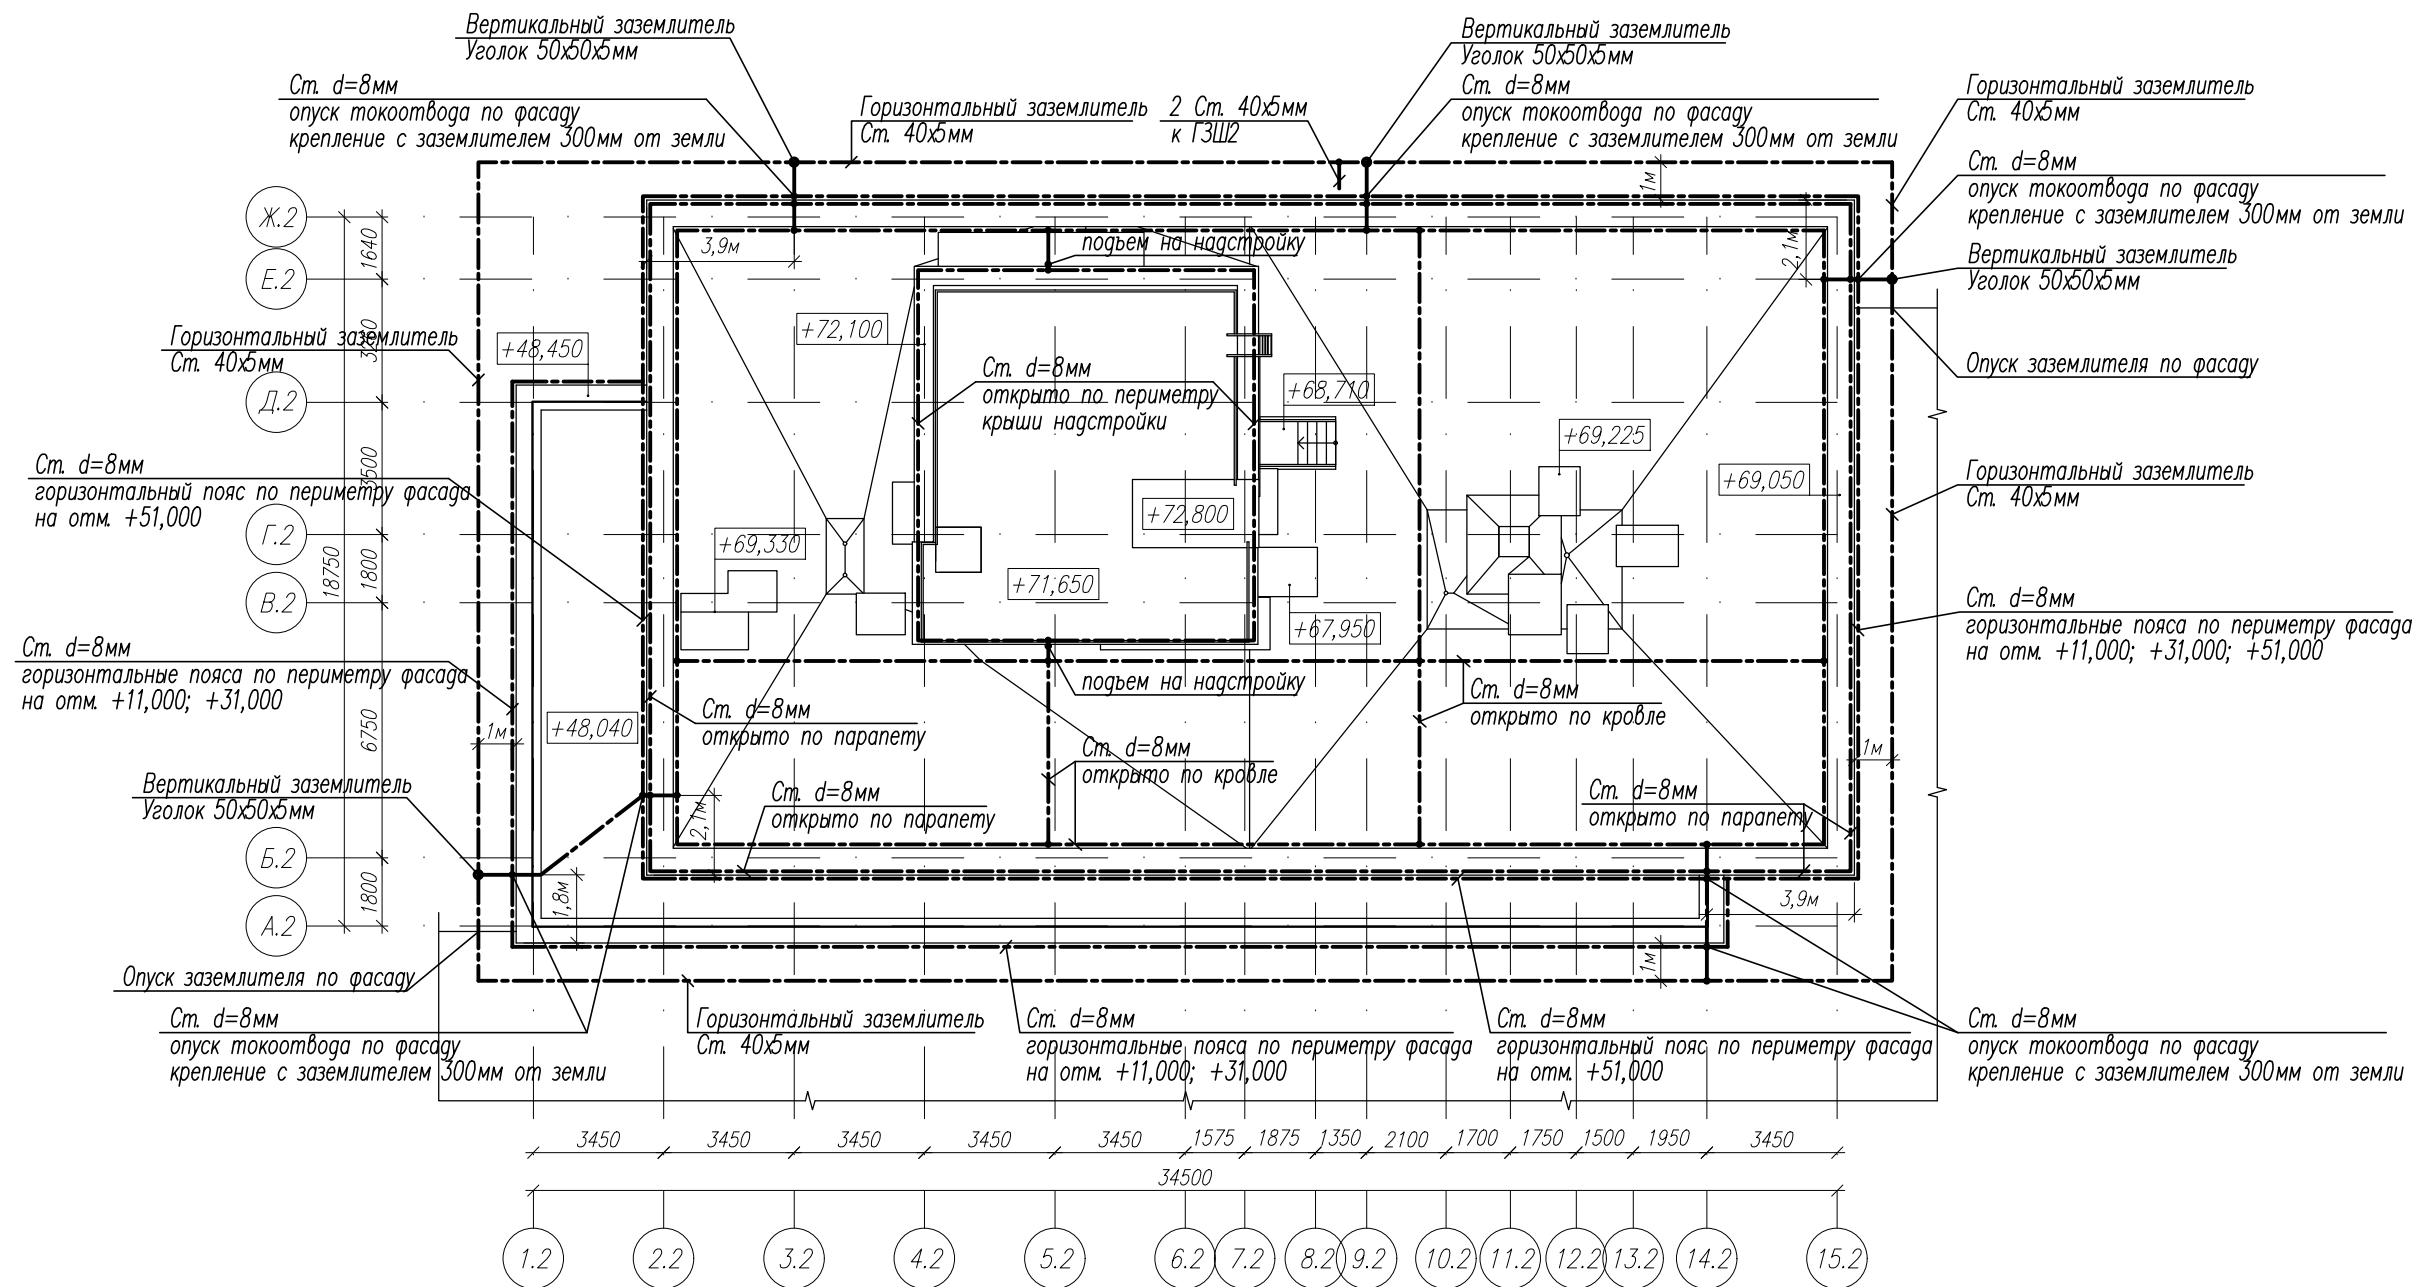 Вертикальный заземлитель
Уголок 50х50х5мм
Вертикальный заземлитель
Уголок 50х50х5мм
Ст. d=8мм
опуск токоотвода по фасаду
крепление с заземлителем 300мм от земли
Горизонтальный заземлитель
Ст. 40х5мм
2 Ст. 40х5мм
к ГЗШ2
Ст. d=8мм
опуск токоотвода по фасаду
крепление с заземлителем 300мм от земли
Горизонтальный заземлитель
Ст. 40х5мм
Ст. d=8мм
опуск токоотвода по фасаду
крепление с заземлителем 300мм от земли
Вертикальный заземлитель
Уголок 50х50х5мм
Опуск заземлителя по фасаду
Ж.2
Е.2
Д.2
Г.2
В.2
Б.2
А.2
1640
3260
3500
1800
6750
1800
18750
1м
2,1м
3,9м
подъем на надстройку
Горизонтальный заземлитель
Ст. 40х5мм
+48,450
+72,100
Ст. d=8мм
открыто по периметру
крыши надстройки
+68,710
+69,225
+69,050
Горизонтальный заземлитель
Ст. 40х5мм
Ст. d=8мм
горизонтальный пояс по периметру фасада
на отм. +51,000
+69,330
+72,800
+71,650
+67,950
Ст. d=8мм
горизонтальные пояса по периметру фасада
на отм. +11,000; +31,000; +51,000
Ст. d=8мм
горизонтальные пояса по периметру фасада
на отм. +11,000; +31,000
подъем на надстройку
Ст. d=8мм
открыто по кровле
+48,040
1м
Ст. d=8мм
открыто по парапету
Ст. d=8мм
открыто по кровле
1м
Вертикальный заземлитель
Уголок 50х50х5мм
2,1м
Ст. d=8мм
открыто по парапету
Ст. d=8мм
открыто по парапету
1,8м
3,9м
1м
Опуск заземлителя по фасаду
Ст. d=8мм
опуск токоотвода по фасаду
крепление с заземлителем 300мм от земли
Горизонтальный заземлитель
Ст. 40х5мм
Ст. d=8мм
горизонтальные пояса по периметру фасада
на отм. +11,000; +31,000
Ст. d=8мм
горизонтальный пояс по периметру фасада
на отм. +51,000
Ст. d=8мм
опуск токоотвода по фасаду
крепление с заземлителем 300мм от земли
3450 3450 3450 3450 3450 1575 1875 1350 2100 1700 1750 1500 1950 3450
34500
1.2 2.2 3.2 4.2 5.2 6.2 7.2 8.2 9.2 10.2 11.2 12.2 13.2 14.2 15.2